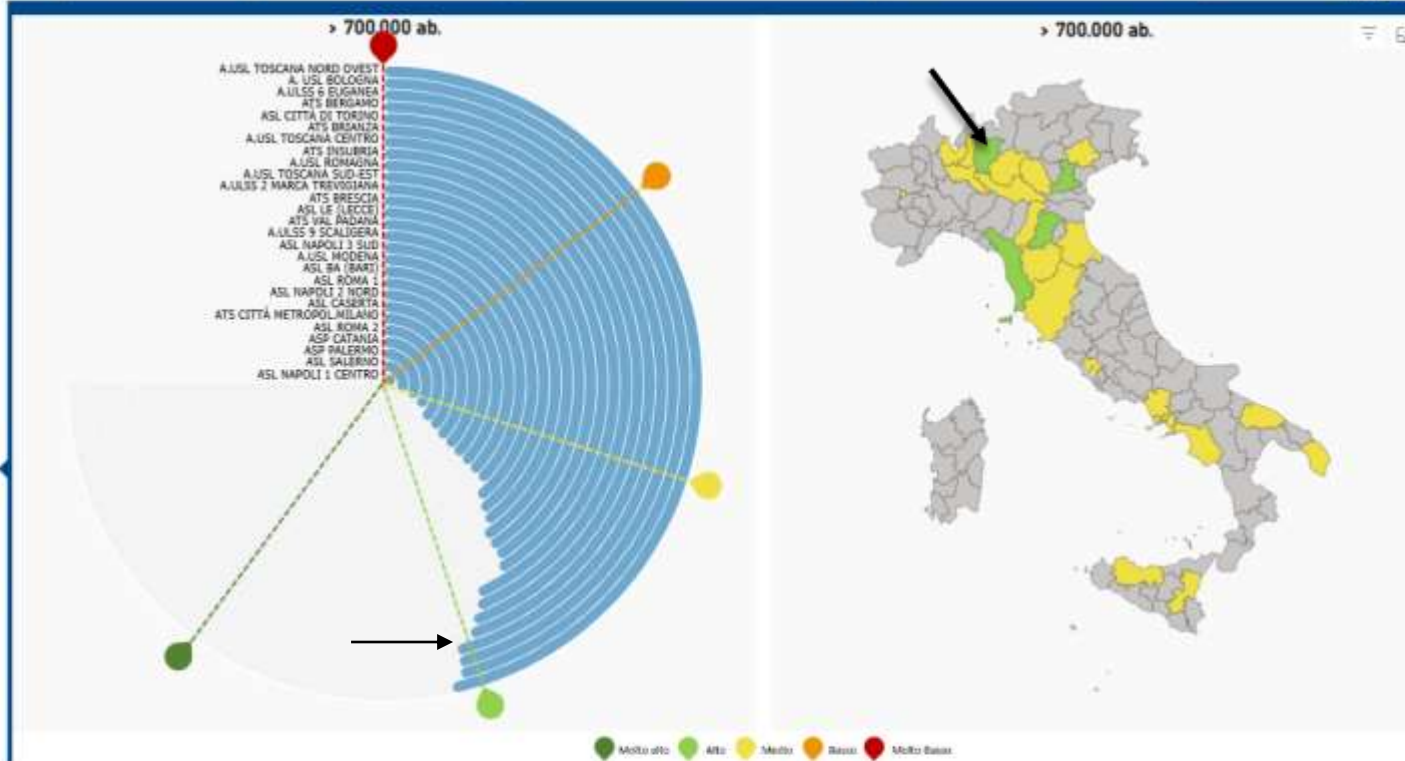 > 700.000 ab.
A.USL TOSCANA NORD OVEST
A. USL BOLOGNA
A.ULSS 6 EUGANEA
ATS BERGAMO
ASL CITTÀ DI TORINO
ATS BRIANZA
A.USL TOSCANA CENTRO
ATS INSUBRIA
A.USL ROMAGNA
A.USL TOSCANA SUD-EST
A.ULSS 2 MARCA TREVIGIANA
ATS BRESCIA
ASL LE (LECCE)
ATS VAL PADANA
A.ULSS 9 SCALIGERA
ASL NAPOLI 3 SUD
A.USL MODENA
ASL BA (BARI)
ASL ROMA 1
ASL NAPOLI 2 NORD
ASL CASERTA
ATS CITTÀ METROPOL.MILANO
ASL ROMA 2
ASP CATANIA
ASP PALERMO
ASL SALERNO
ASL NAPOLI 1 CENTRO
> 700.000 ab.
Molto alto Alto Medio Basso Molto Basso